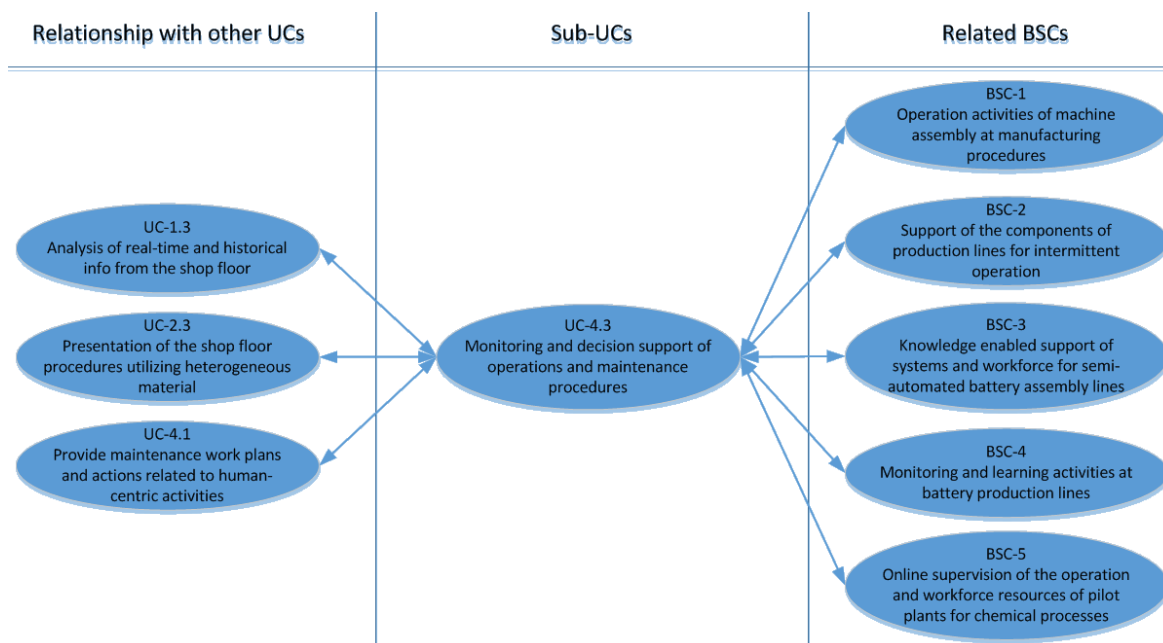 Relationship with other UCs
Sub-UCs
Related BSCs
UC-1.3
Analysis of real-time and historical
info from the shop floor
UC-2.3
Presentation of the shop floor
procedures utilizing heterogeneous
material
UC-4.1
Provide maintenance work plans
and actions related to human-
centric activities
UC-4.3
Monitoring and decision support of
operations and maintenance
procedures
BSC-1
Operation activities of machine
assembly at manufacturing
procedures
BSC-2
Support of the components of
production lines for intermittent
operation
BSC-3
Knowledge enabled support of
systems and workforce for semi-
automated battery assembly lines
BSC-4
Monitoring and learning activities at
battery production lines
BSC-5
Online supervision of the operation
and workforce resources of pilot
plants for chemical processes